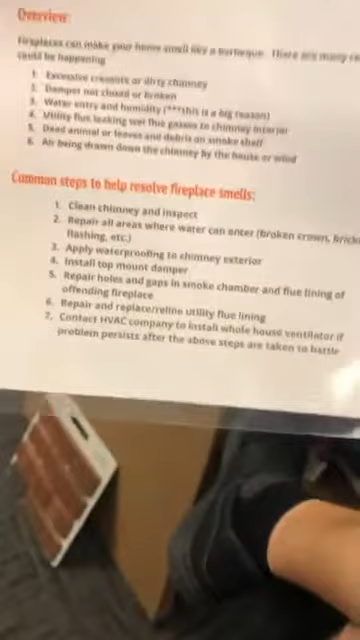 Overview:
Fireplaces can make your home smell like a barbeque. There are many re
could be happening
1. Excessive creosote or dirty chimney
2. Damper not closed or broken
3. Water entry and humidity (***this is a big reason)
4. Utility flue leaking wet flue gasses to chimney interior
5. Dead animal or leaves and debris on smoke shelf
6. Air being drawn down the chimney by the house or wind
Common steps to help resolve fireplace smells:
1. Clean chimney and inspect
2. Repair all areas where water can enter (broken crown, brick
flashing, etc.)
3. Apply waterproofing to chimney exterior
4. Install top mount damper
5. Repair holes and gaps in smoke chamber and flue lining of
offending fireplace
6. Repair and replace/reline utility flue lining
7. Contact HVAC company to install whole house ventilator if
problem persists after the above steps are taken to battle